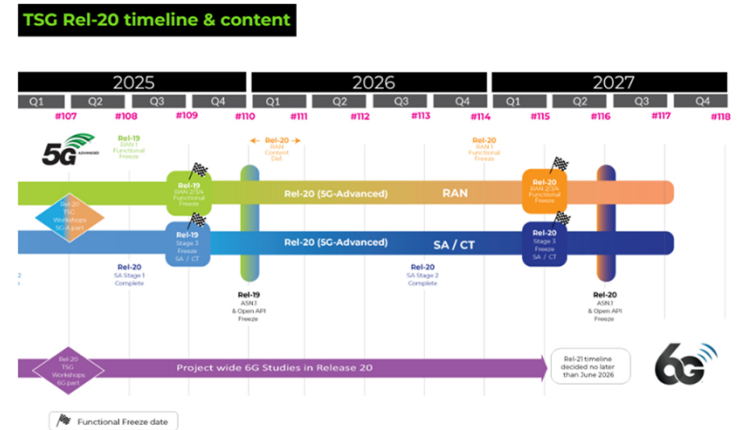 TSG Rel-20 timeline & content
2025 2026 2027
Q1 Q2 Q3 Q4 Q1 Q2 Q3 Q4 Q1 Q2 Q3 Q4
#107 #108 #109 #110 #111 #112 #113 #114 #115 #116 #117 #118
5G ADVANCED
Rel-19
RAN 1
Functional
Freeze
Rel-20
RAN
Content
Def.
Rel-20
RAN 1
Functional
Freeze
Rel-19
RAN 2/3/4
Functional
Freeze
Rel-20 (5G-Advanced) RAN
Rel-20
RAN 2/3/4
Functional
Freeze
Rel-20
TSG
Workshops
5G-A part
Rel-19
Stage 3
Freeze
SA / CT
Rel-20 (5G-Advanced) SA / CT
Rel-20
Stage 3
Freeze
SA / CT
2
Rel-20
SA Stage 1
Complete
Rel-20
SA Stage 2
Complete
Rel-19
ASN.1
& Open API
Freeze
Rel-20
ASN.1
& Open API
Freeze
Rel-20
TSG
Workshops
6G part
Project wide 6G Studies in Release 20
Rel-21 timeline
decided no later
than June 2026
6G
Functional Freeze date